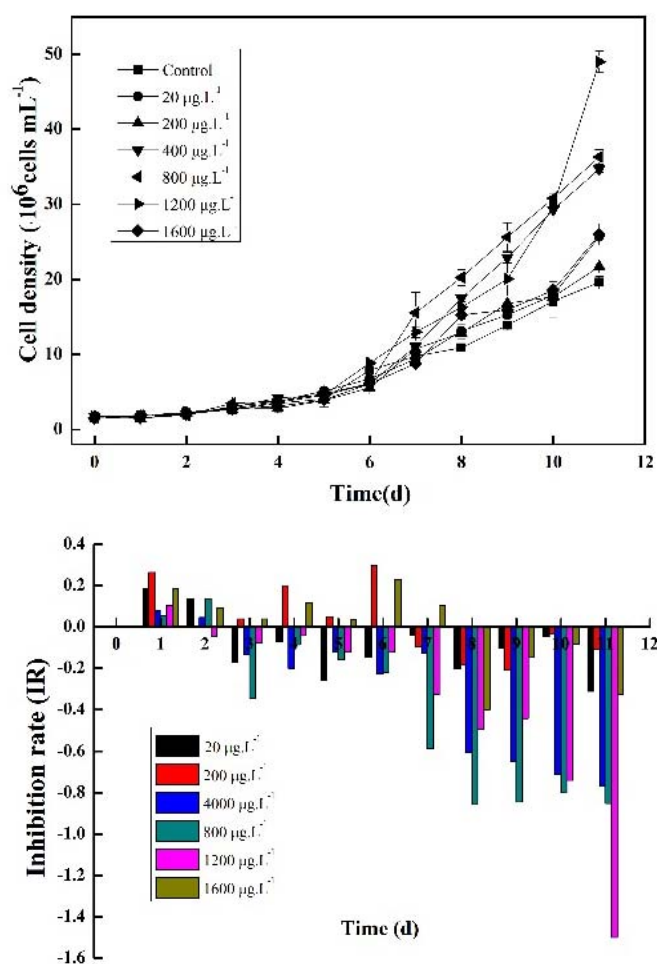 50
40
30
20
10
0
Cell density (·10⁶cells mL⁻¹)
Control
20 µg.L⁻¹
200 µg.L⁻¹
400 µg.L⁻¹
800 µg.L⁻¹
1200 µg.L⁻
1600 µg.L
0 2 4 6 8 10 12
Time(d)
0.4
0.2
0.0
-0.2
-0.4
-0.6
-0.8
-1.0
-1.2
-1.4
-1.6
Inhibition rate (IR)
0 1 2 3 4 5 6 7 8 9 10 11 12
20 µg.L⁻¹
200 µg.L⁻¹
4000 µg.L⁻¹
800 µg.L⁻¹
1200 µg.L⁻¹
1600 µg.L⁻¹
Time (d)